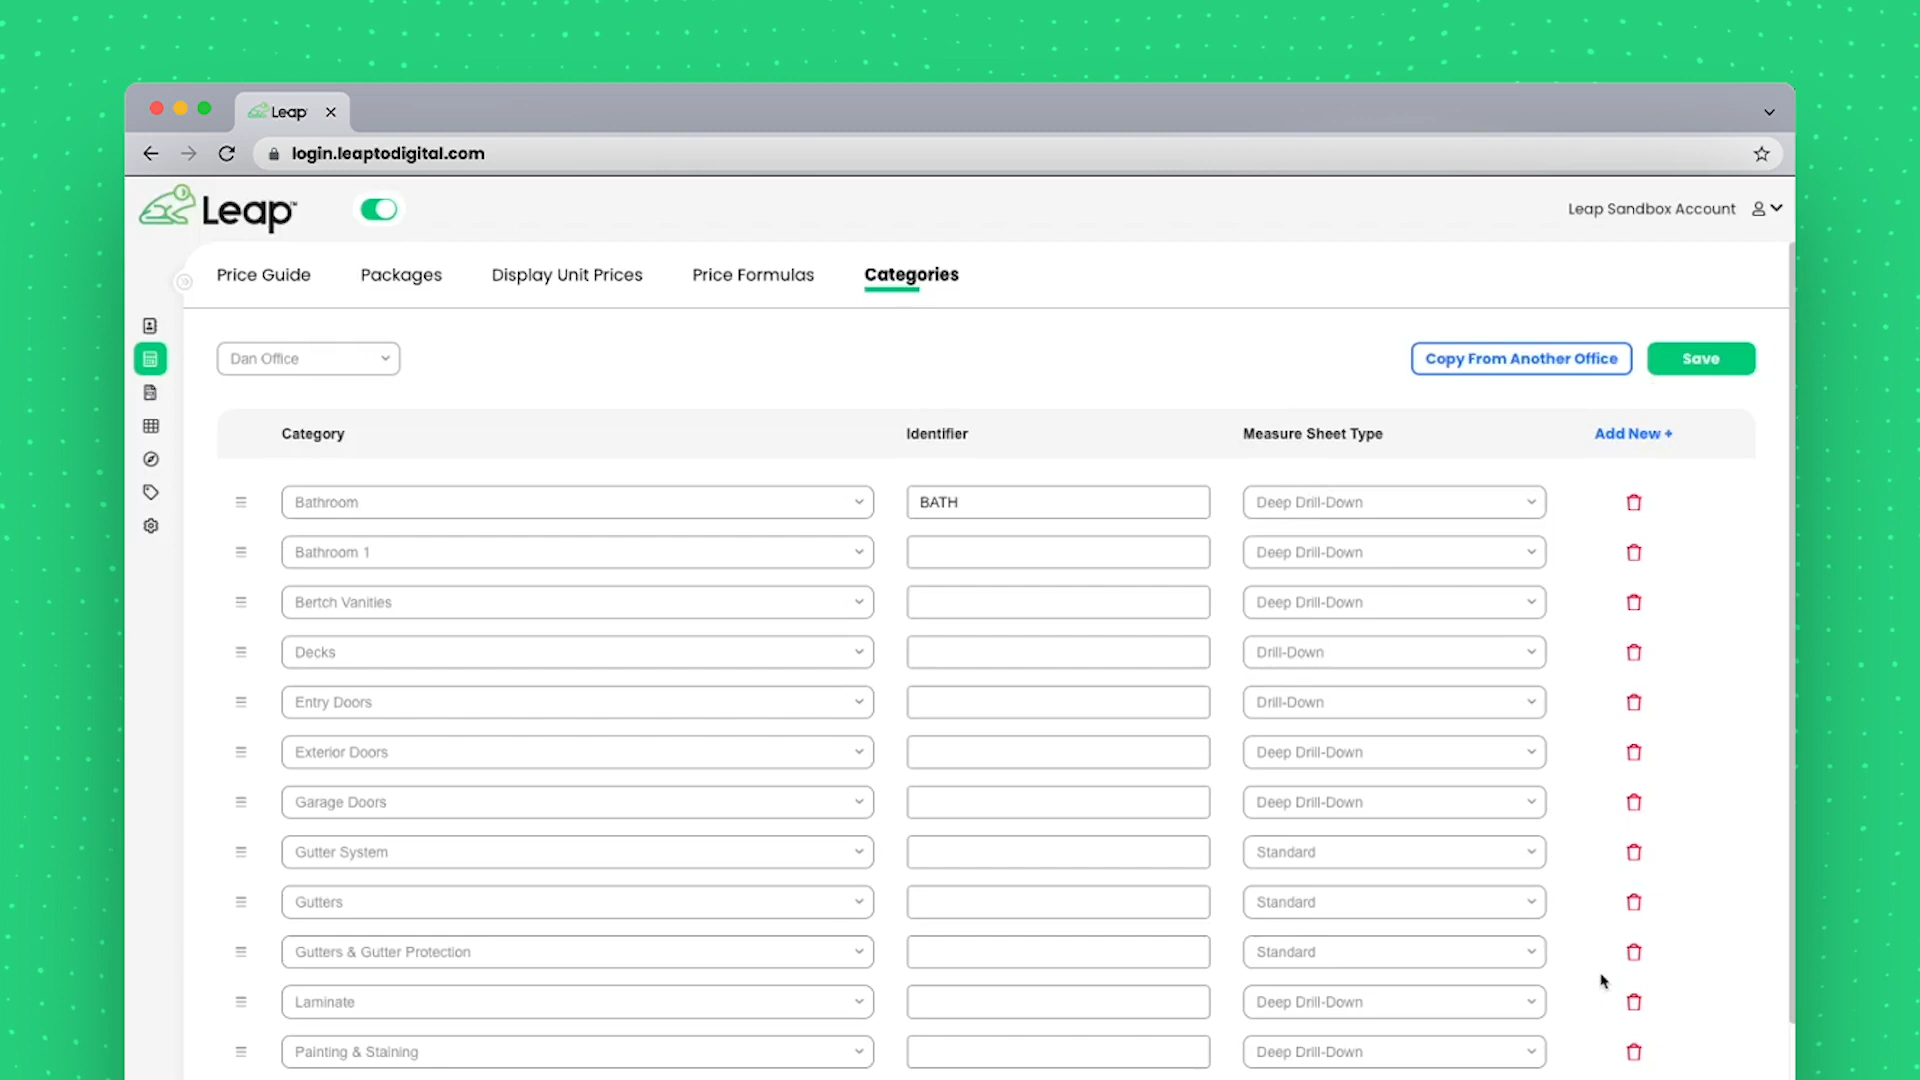 Leap
login.leaptodigital.com
Leap™
Leap Sandbox Account
Price Guide Packages Display Unit Prices Price Formulas Categories
Dan Office Copy From Another Office Save
Category Identifier Measure Sheet Type Add New +
Bathroom BATH Deep Drill-Down
Bathroom 1 Deep Drill-Down
Bertch Vanities Deep Drill-Down
Decks Drill-Down
Entry Doors Drill-Down
Exterior Doors Deep Drill-Down
Garage Doors Deep Drill-Down
Gutter System Standard
Gutters Standard
Gutters & Gutter Protection Standard
Laminate Deep Drill-Down
Painting & Staining Deep Drill-Down